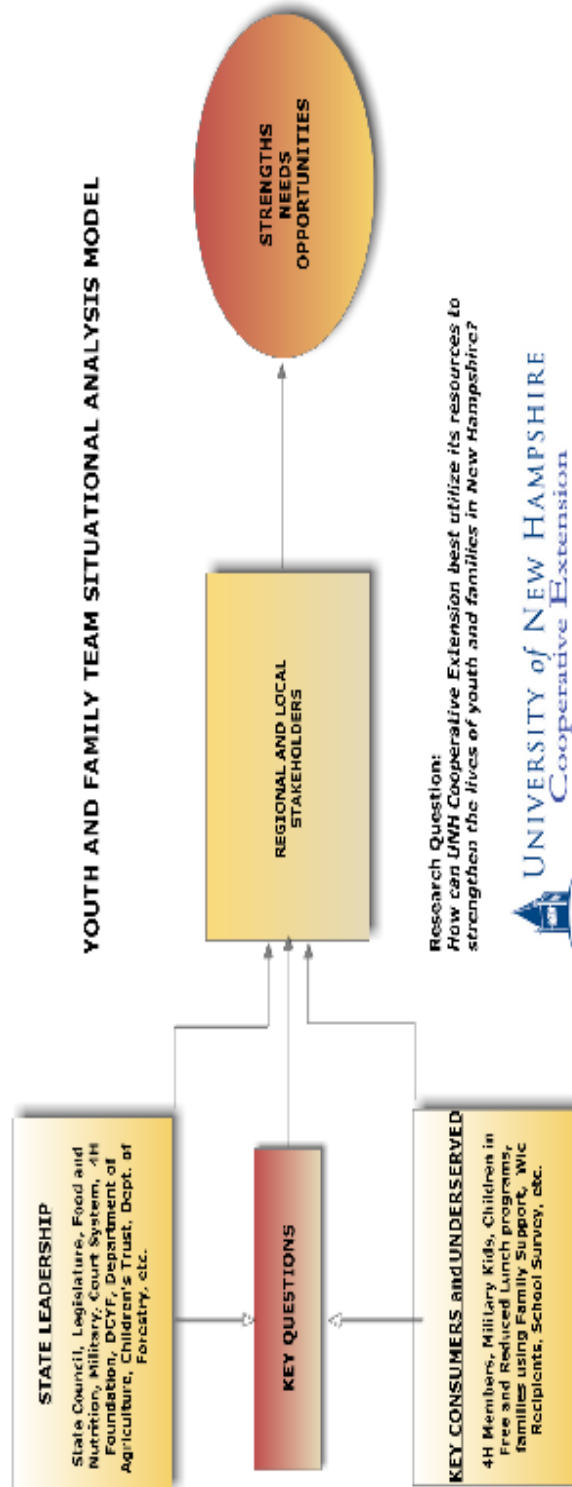 YOUTH AND FAMILY TEAM SITUATIONAL ANALYSIS MODEL
STATE LEADERSHIP
State Council, Legislature, Food and
Nutrition, Military, Court System, 4H
Foundation, DCYF, Department of
Agriculture, Children's Trust, Dept. of
Forestry, etc.
KEY QUESTIONS
KEY CONSUMERS and UNDERSERVED
4H Members, Military Kids, Children in
Free and Reduced Lunch programs,
families using Family Support, Wic
Recipients, School Survey, etc.
REGIONAL AND LOCAL
STAKEHOLDERS
STRENGTHS
NEEDS
OPPORTUNITIES
Research Question:
How can UNH Cooperative Extension best utilize its resources to
strengthen the lives of youth and families in New Hampshire?
UNIVERSITY of NEW HAMPSHIRE
Cooperative Extension